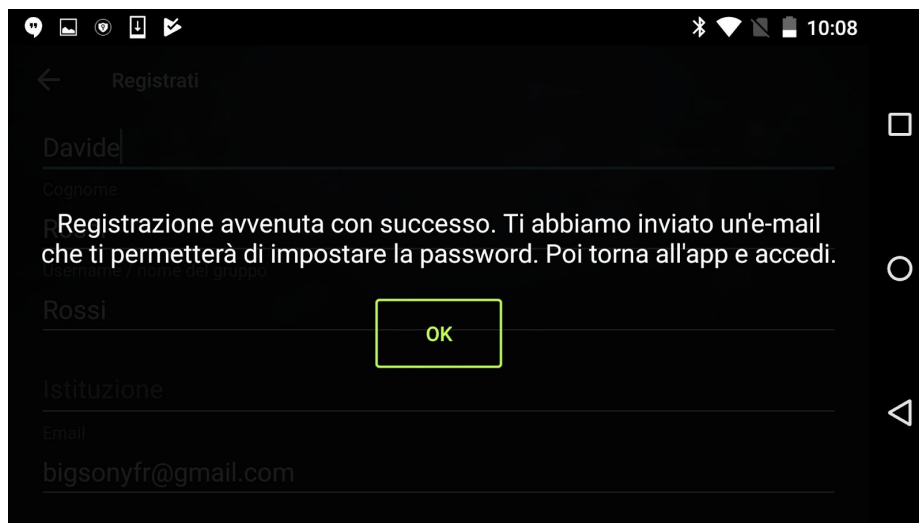 10:08
Registrati
Davide
Cognome
Registrazione avvenuta con successo. Ti abbiamo inviato un'e-mail
che ti permetterà di impostare la password. Poi torna all'app e accedi.
Username / nome del gruppo
Rossi
OK
Istituzione
Email
bigsonyfr@gmail.com